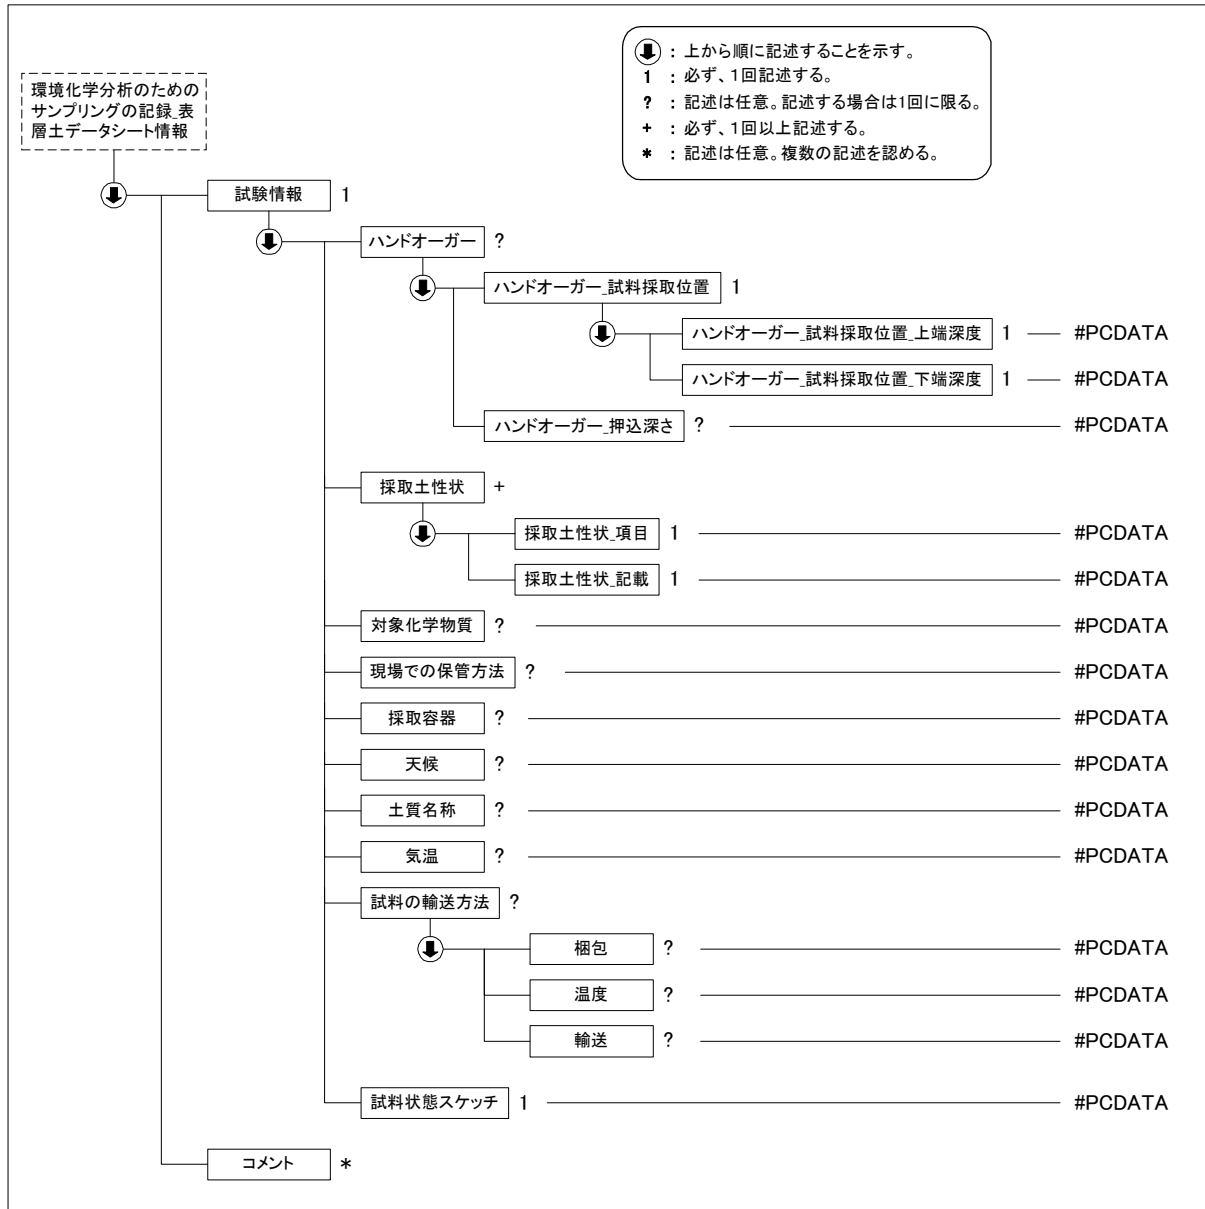 ⬇ : 上から順に記述することを示す。
1 : 必ず、1回記述する。
? : 記述は任意。記述する場合は1回に限る。
+ : 必ず、1回以上記述する。
* : 記述は任意。複数の記述を認める。
環境化学分析のための
サンプリングの記録_表
層土データシート情報
試験情報 1
ハンドオーガー ?
ハンドオーガー_試料採取位置 1
ハンドオーガー_試料採取位置_上端深度 1 #PCDATA
ハンドオーガー_試料採取位置_下端深度 1 #PCDATA
ハンドオーガー_押込深さ ? #PCDATA
採取土性状 +
採取土性状_項目 1 #PCDATA
採取土性状_記載 1 #PCDATA
対象化学物質 ? #PCDATA
現場での保管方法 ? #PCDATA
採取容器 ? #PCDATA
天候 ? #PCDATA
土質名称 ? #PCDATA
気温 ? #PCDATA
試料の輸送方法 ?
梱包 ? #PCDATA
温度 ? #PCDATA
輸送 ? #PCDATA
試料状態スケッチ 1 #PCDATA
コメント *